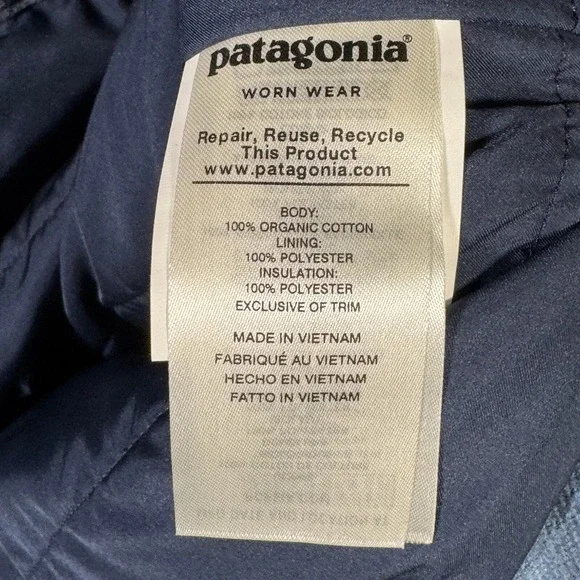 patagonia®
WORN WEAR
Repair, Reuse, Recycle
This Product
www.patagonia.com
BODY:
100% ORGANIC COTTON
LINING:
100% POLYESTER
INSULATION:
100% POLYESTER
EXCLUSIVE OF TRIM
MADE IN VIETNAM
FABRIQUÉ AU VIETNAM
HECHO EN VIETNAM
FATTO IN VIETNAM